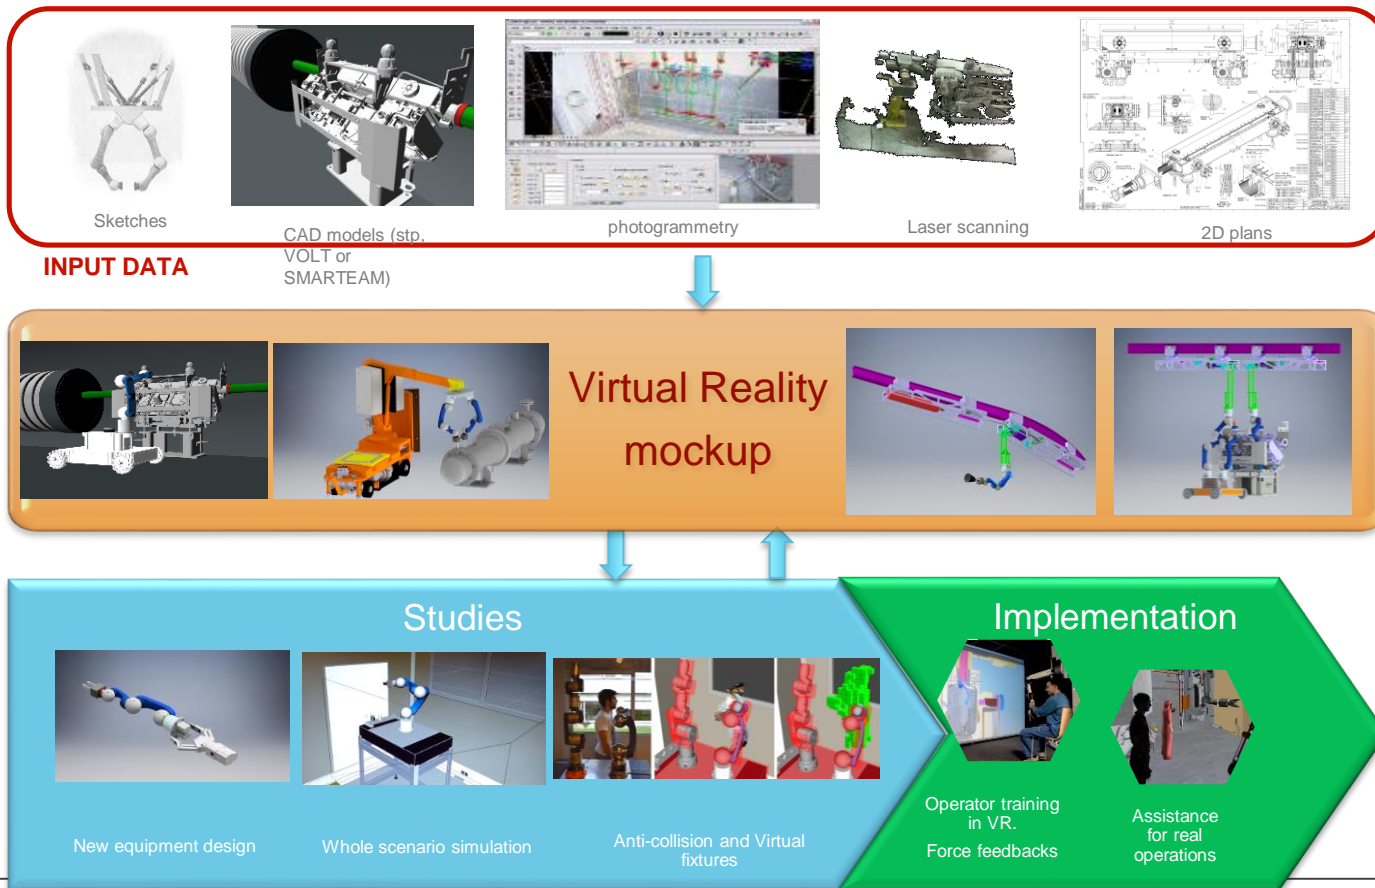 Sketches
CAD models (stp,
VOLT or
SMARTEAM)
photogrammetry
Laser scanning
2D plans
INPUT DATA
Virtual Reality
mockup
Studies
Implementation
New equipment design
Whole scenario simulation
Anti-collision and Virtual
fixtures
Operator training
in VR.
Force feedbacks
Assistance
for real
operations